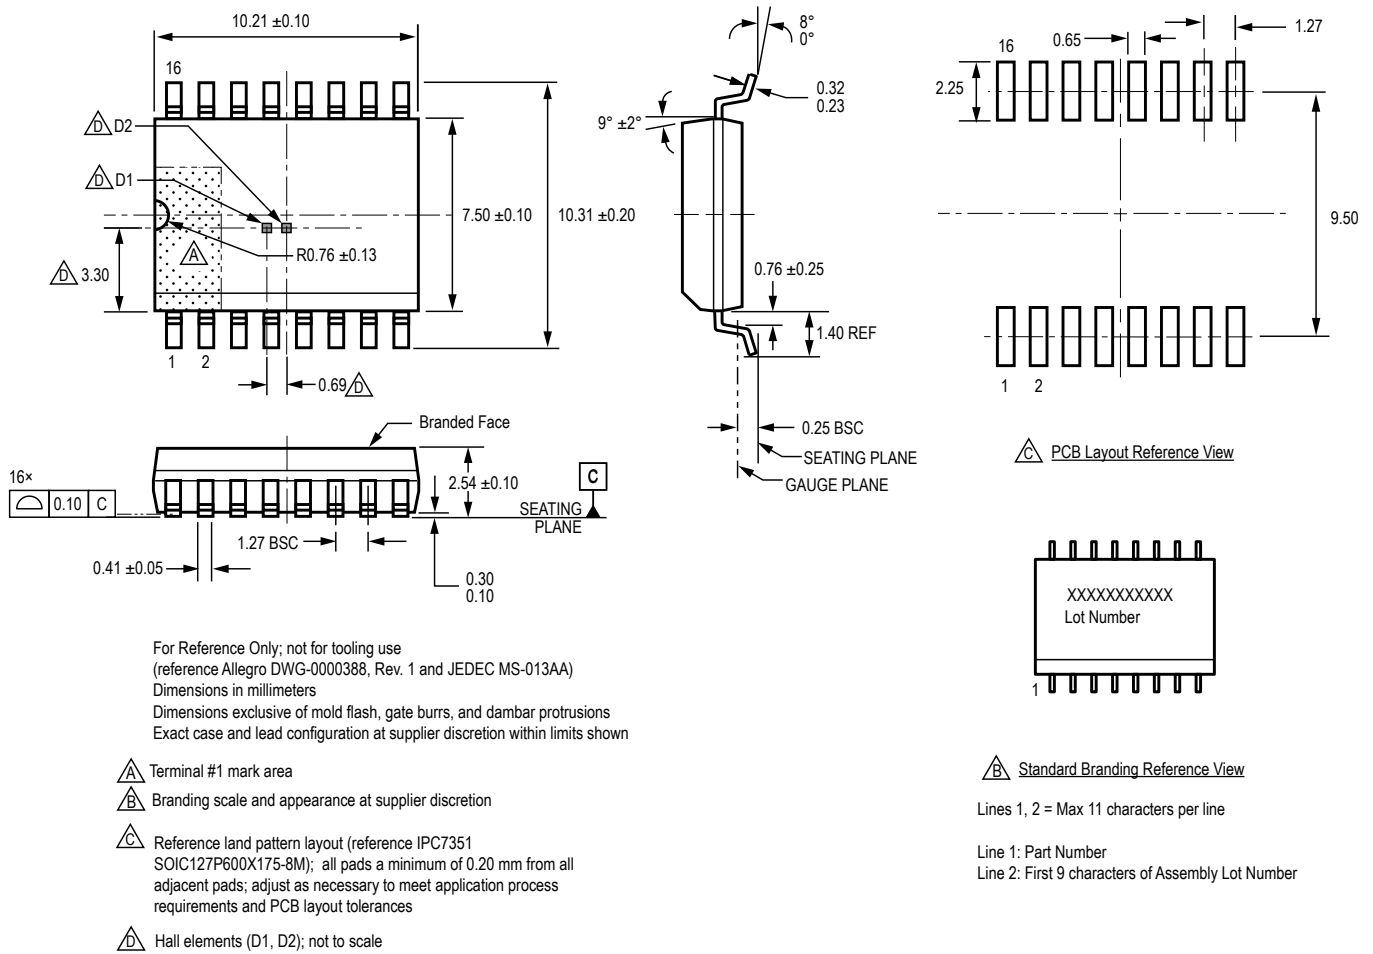 10.21 ±0.10
16
D D2
D D1
7.50 ±0.10
10.31 ±0.20
A
R0.76 ±0.13
D 3.30
1 2
0.69 D
8°
0°
0.32
0.23
9° ±2°
0.76 ±0.25
1.40 REF
0.25 BSC
SEATING PLANE
GAUGE PLANE
16
0.65
1.27
2.25
9.50
1 2
C PCB Layout Reference View
Branded Face
16×
0.10 C
2.54 ±0.10
C
SEATING
PLANE
1.27 BSC
0.41 ±0.05
0.30
0.10
XXXXXXXXXXX
Lot Number
1
B Standard Branding Reference View
Lines 1, 2 = Max 11 characters per line
Line 1: Part Number
Line 2: First 9 characters of Assembly Lot Number
For Reference Only; not for tooling use
(reference Allegro DWG-0000388, Rev. 1 and JEDEC MS-013AA)
Dimensions in millimeters
Dimensions exclusive of mold flash, gate burrs, and dambar protrusions
Exact case and lead configuration at supplier discretion within limits shown
A Terminal #1 mark area
B Branding scale and appearance at supplier discretion
C Reference land pattern layout (reference IPC7351
SOIC127P600X175-8M); all pads a minimum of 0.20 mm from all
adjacent pads; adjust as necessary to meet application process
requirements and PCB layout tolerances
D Hall elements (D1, D2); not to scale